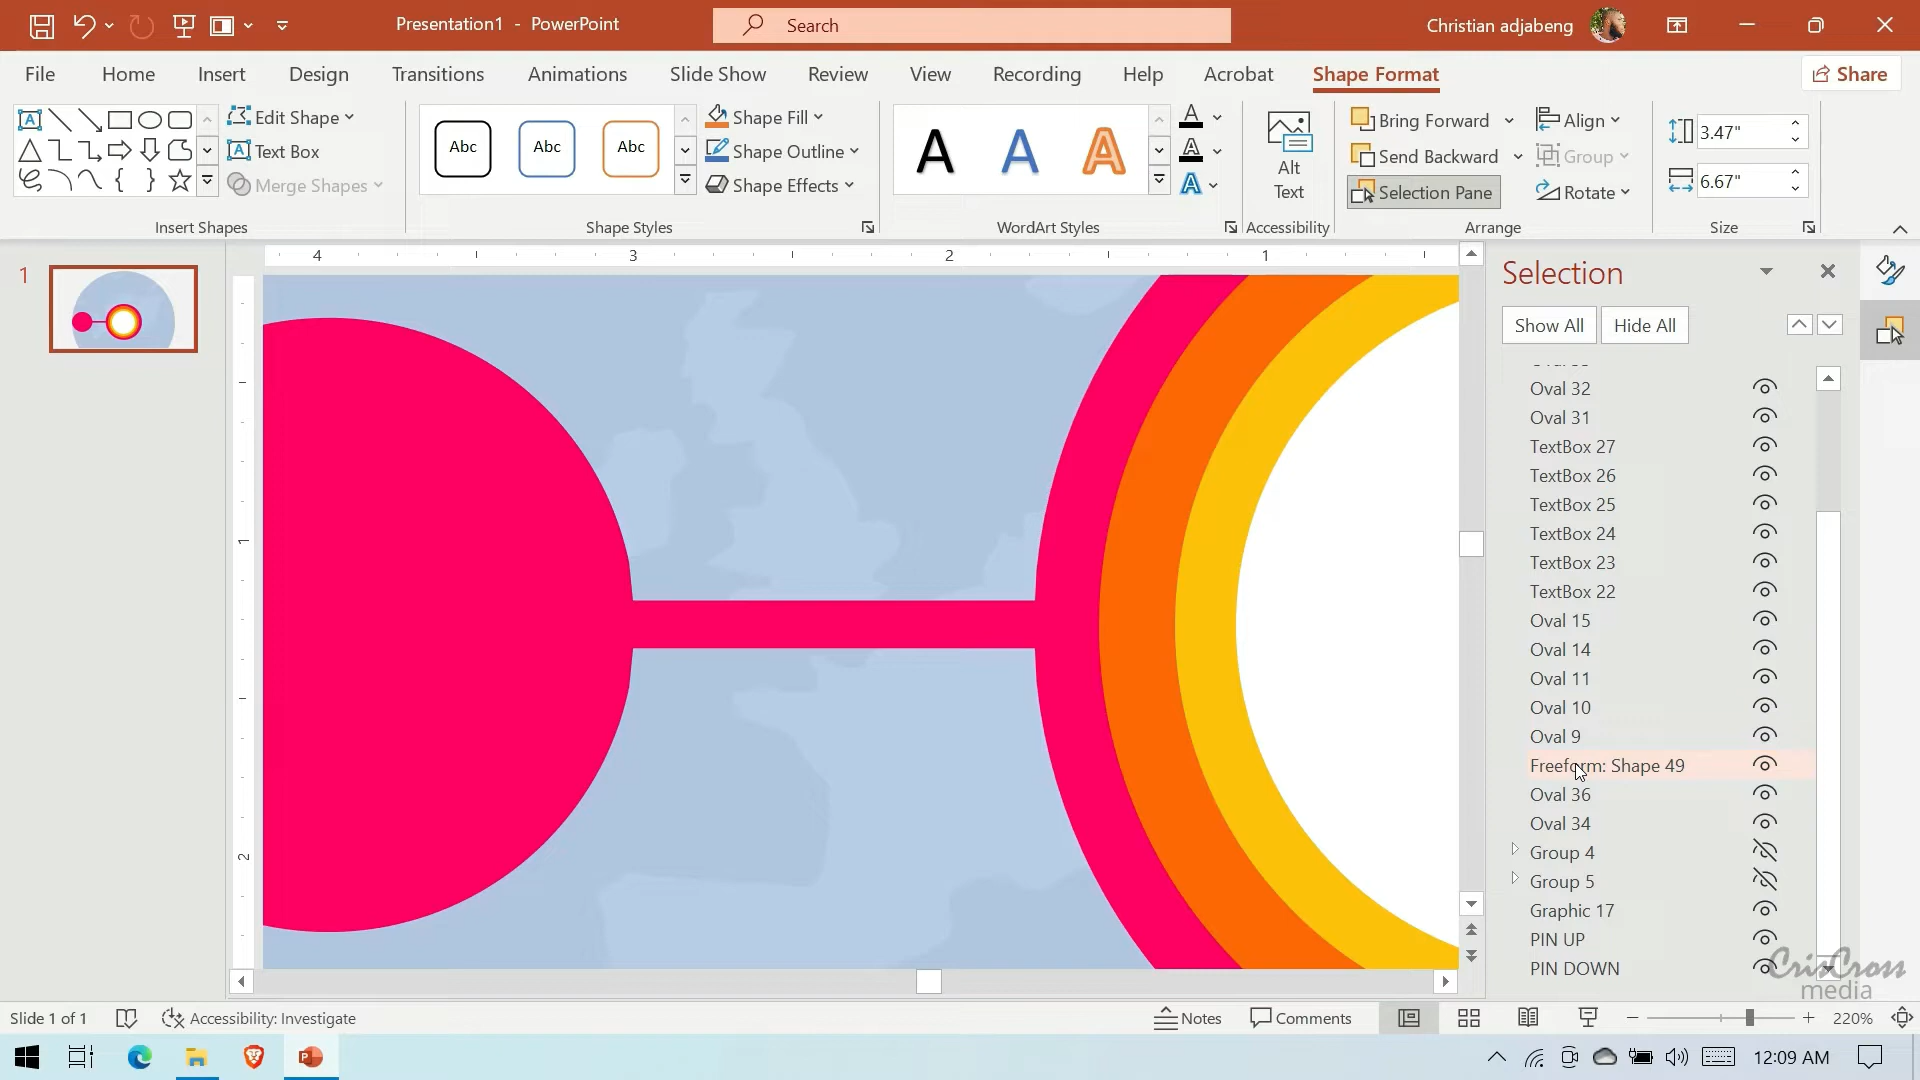 Presentation1 - PowerPoint
Search
Christian adjabeng
File Home Insert Design Transitions Animations Slide Show Review View Recording Help Acrobat Shape Format
Share
Edit Shape
Text Box
Merge Shapes
Insert Shapes
Abc Abc Abc
Shape Fill
Shape Outline
Shape Effects
Shape Styles
A A A
WordArt Styles
Alt
Text
Accessibility
Bring Forward
Send Backward
Selection Pane
Align
Group
Rotate
Arrange
3.47"
6.67"
Size
4 3 2 1
1
1
2
Selection
Show All
Hide All
Oval 32
Oval 31
TextBox 27
TextBox 26
TextBox 25
TextBox 24
TextBox 23
TextBox 22
Oval 15
Oval 14
Oval 11
Oval 10
Oval 9
Freeform: Shape 49
Oval 36
Oval 34
Group 4
Group 5
Graphic 17
PIN UP
PIN DOWN
CrisCross
media
Slide 1 of 1
Accessibility: Investigate
Notes
Comments
220%
12:09 AM